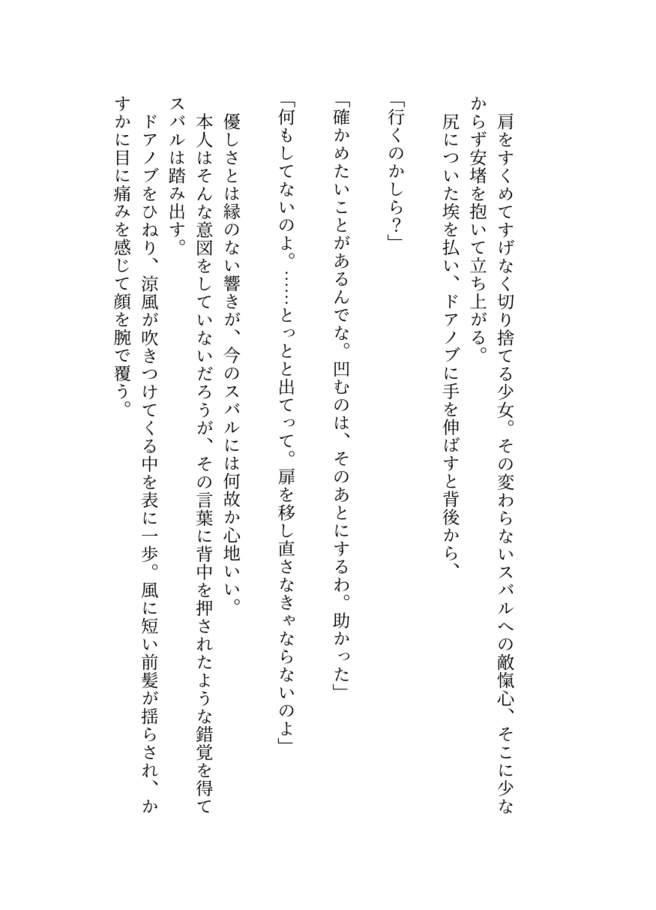 肩をすくめてすげなく切り捨てる少女。その変わらないスバルへの敵愾心、そこに少な
からず安堵を抱いて立ち上がる。
尻についた埃を払い、ドアノブに手を伸ばすと背後から、
「行くのかしら？」
「確かめたいことがあるんでな。凹むのは、そのあとにするわ。助かった」
「何もしてないのよ。……とっとと出てって。扉を移し直さなきゃならないのよ」
優しさとは縁のない響きが、今のスバルには何故か心地いい。
本人はそんな意図をしていないだろうが、その言葉に背中を押されたような錯覚を得て
スバルは踏み出す。
ドアノブをひねり、涼風が吹きつけてくる中を表に一歩。風に短い前髪が揺らされ、か
すかに目に痛みを感じて顔を腕で覆う。